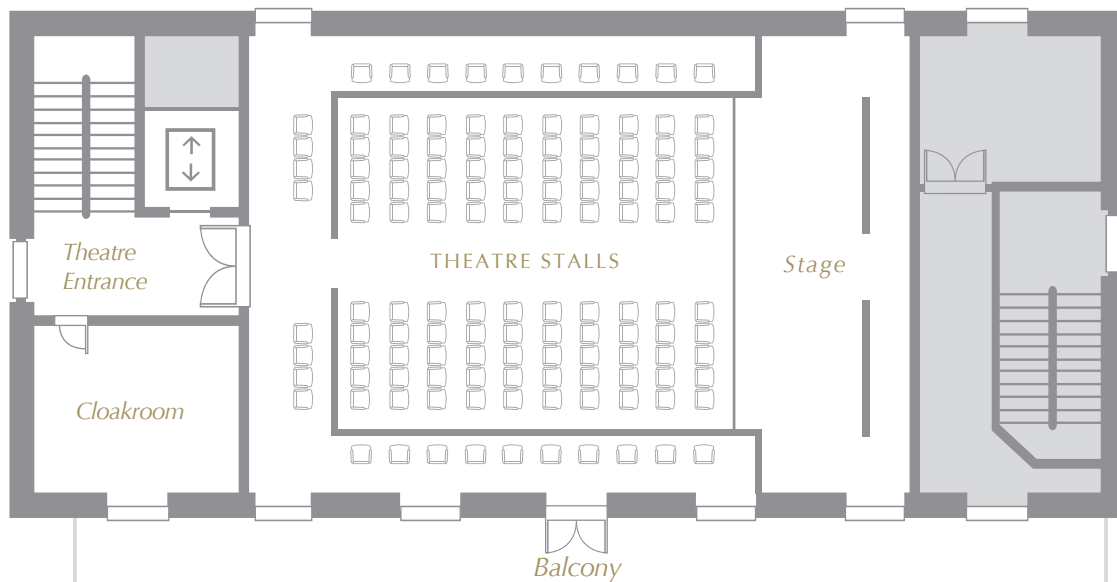 Theatre
Entrance
THEATRE STALLS
Stage
Cloakroom
Balcony